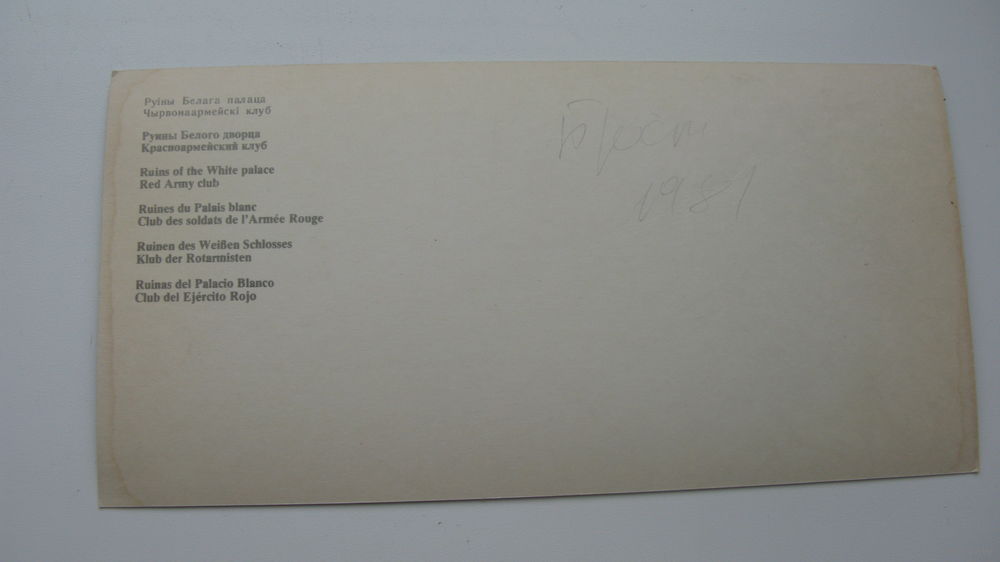 Руіны Белага палаца
Чырвонаармейскі клуб
Руины Белого дворца
Красноармейский клуб
Ruins of the White palace
Red Army club
Ruines du Palais blanc
Club des soldats de l'Armée Rouge
Ruinen des Weißen Schlosses
Klub der Rotarmisten
Ruinas del Palacio Blanco
Club del Ejército Rojo
Брест
1981